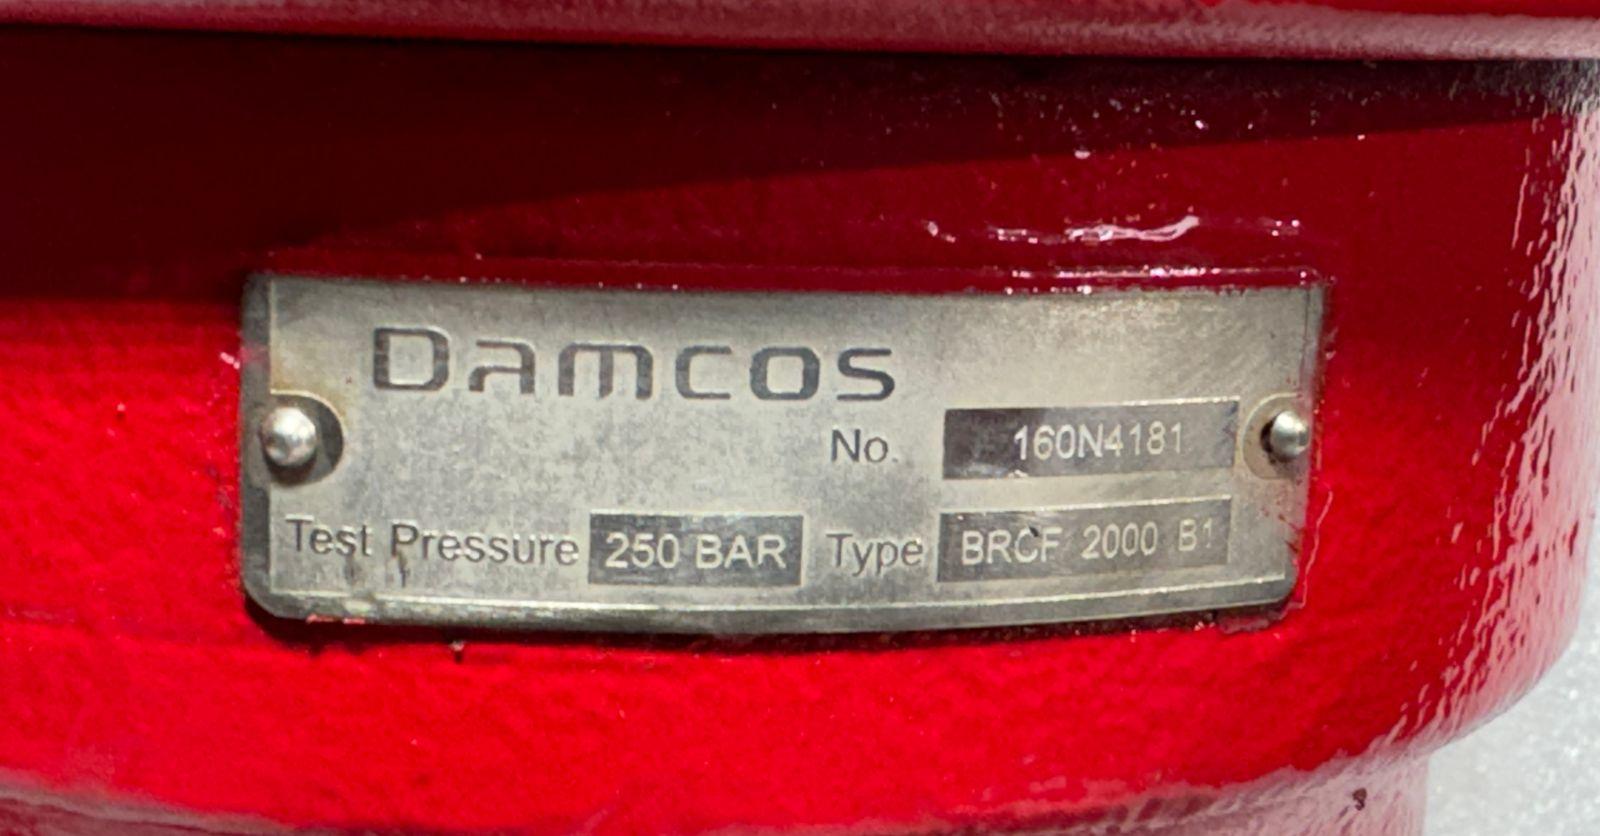 Damcos
No. 160N4181
Test Pressure 250 BAR Type BRCF 2000 B1